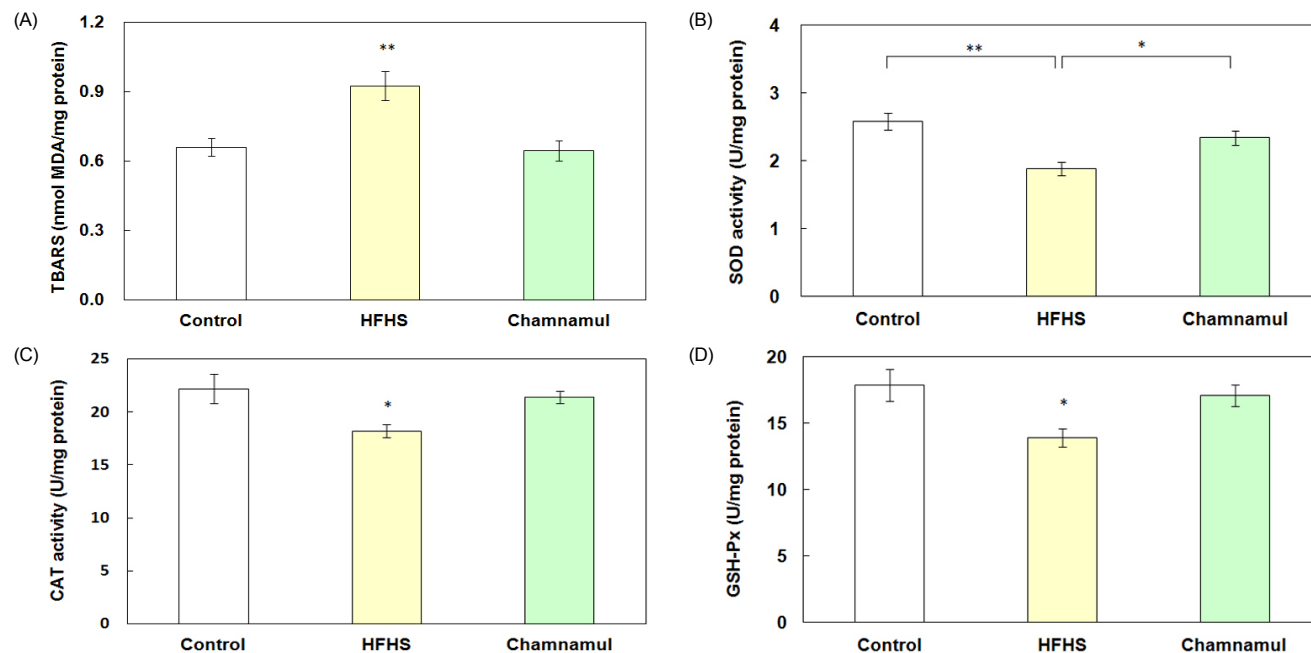 (A)
TBARS (nmol MDA/mg protein)
1.2
0.9
0.6
0.3
0.0
**
Control HFHS Chamnamul
(B)
SOD activity (U/mg protein)
4
3
2
1
0
** *
Control HFHS Chamnamul
(C)
CAT activity (U/mg protein)
25
20
15
10
5
0
*
Control HFHS Chamnamul
(D)
GSH-Px (U/mg protein)
20
15
10
5
0
*
Control HFHS Chamnamul